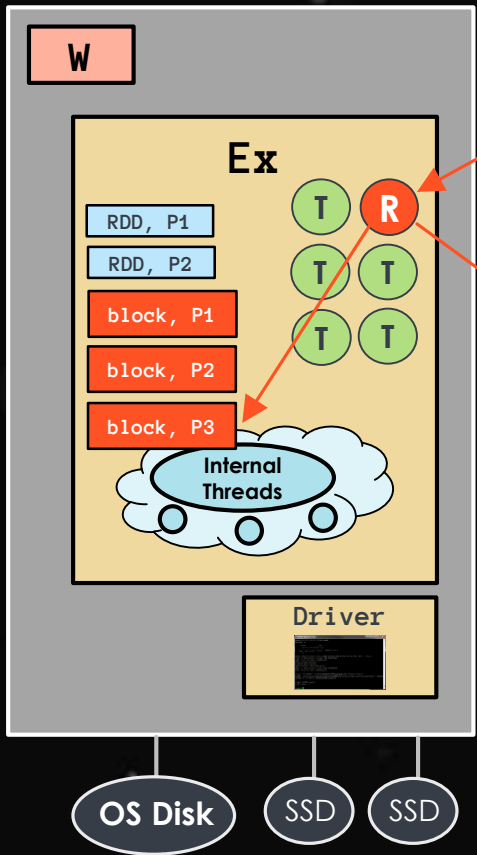 W
Ex
RDD, P1
RDD, P2
block, P1
block, P2
block, P3
T
R
T
T
T
T
Internal
Threads
Driver
OS Disk
SSD
SSD